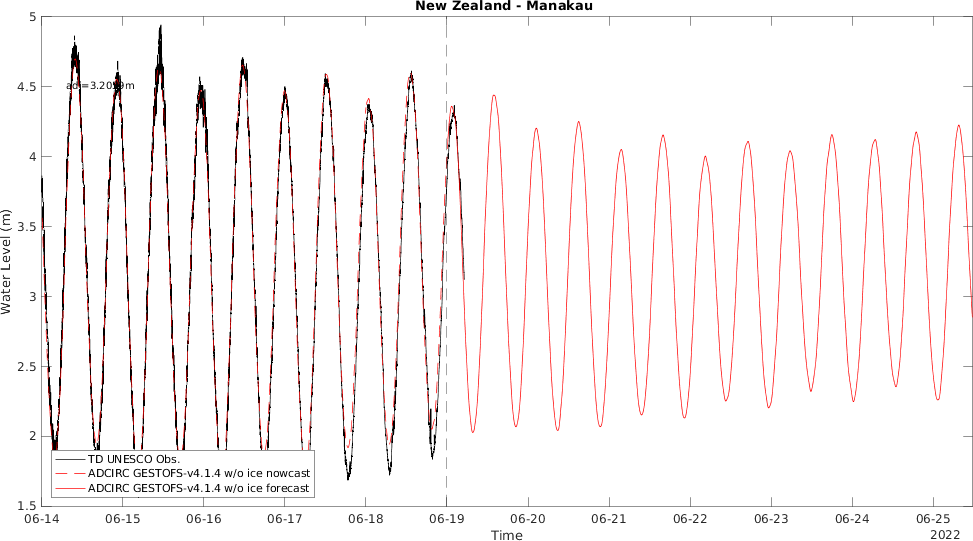 New Zealand - Manakau
5
4.5
4
3.5
3
2.5
2
1.5
Water Level (m)
TD UNESCO Obs.
ADCIRC GESTOFS-v4.1.4 w/o ice nowcast
ADCIRC GESTOFS-v4.1.4 w/o ice forecast
06-14 06-15 06-16 06-17 06-18 06-19 06-20 06-21 06-22 06-23 06-24 06-25
Time
2022